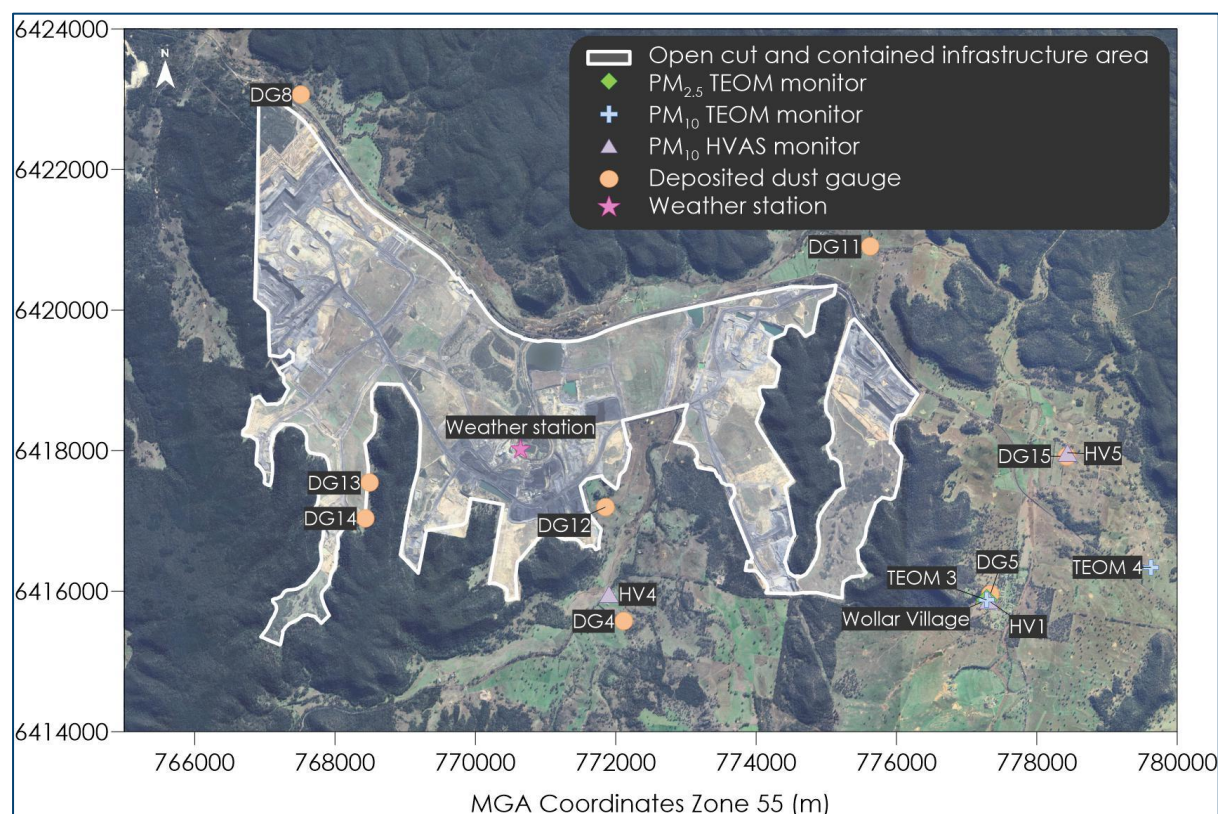 6424000
6422000
6420000
6418000
6416000
6414000
N
Open cut and contained infrastructure area
PM2.5 TEOM monitor
PM10 TEOM monitor
PM10 HVAS monitor
Deposited dust gauge
Weather station
DG8
DG11
Weather station
DG15
HV5
DG13
DG14
DG12
DG5
TEOM 3
TEOM 4
HV4
Wollar Village
DG4
HV1
766000 768000 770000 772000 774000 776000 778000 780000
MGA Coordinates Zone 55 (m)